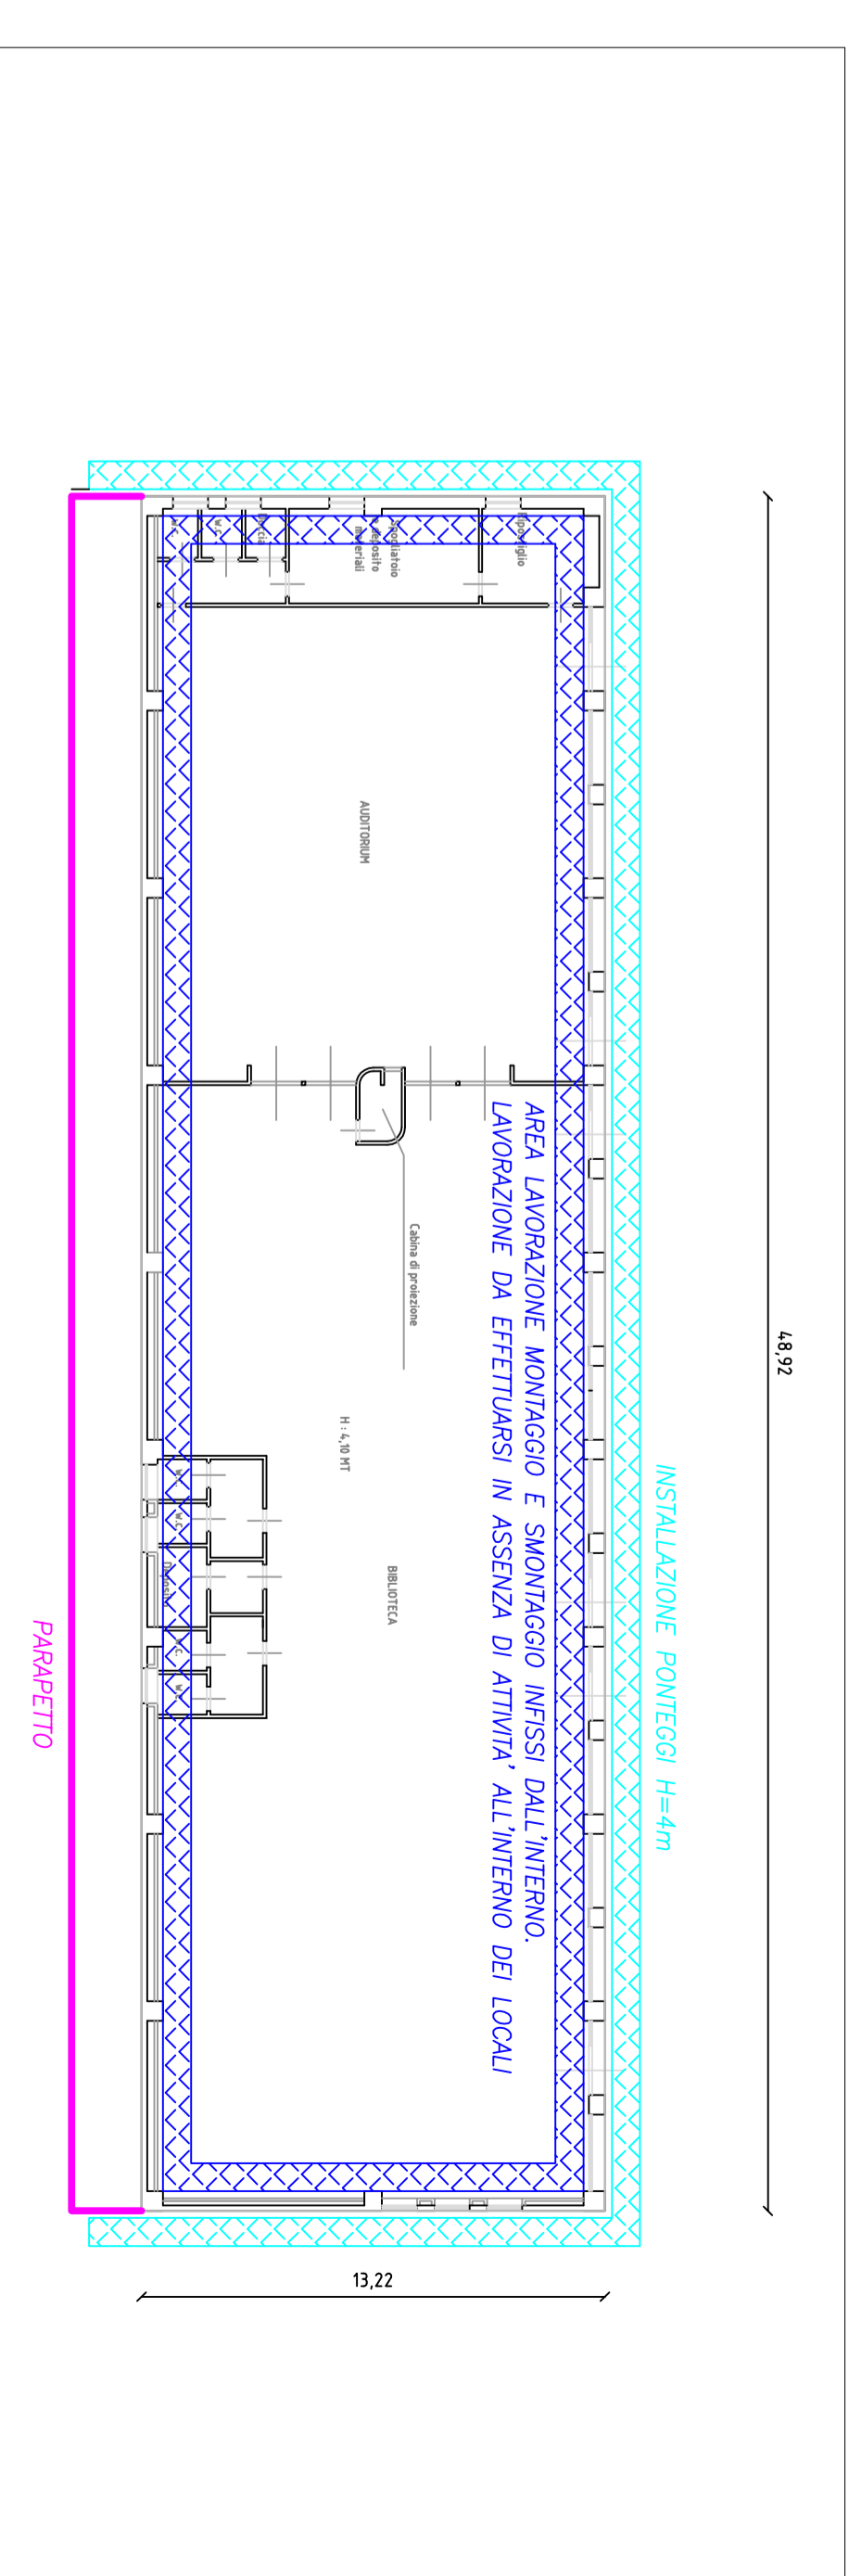 48,92
INSTALLAZIONE PONTEGGI H=4m
13,22
AREA LAVORAZIONE MONTAGGIO E SMONTAGGIO INFISSI DALL'INTERNO.
LAVORAZIONE DA EFFETTUARSI IN ASSENZA DI ATTIVITA' ALL'INTERNO DEI LOCALI
Ripostiglio
Spogliatoio
e deposito
materiali
Doccia
W.C.
W.C.
AUDITORIUM
Cabina di proiezione
H : 4,10 MT
BIBLIOTECA
W.C.
W.C.
Deposito
W.C.
W.C.
PARAPETTO